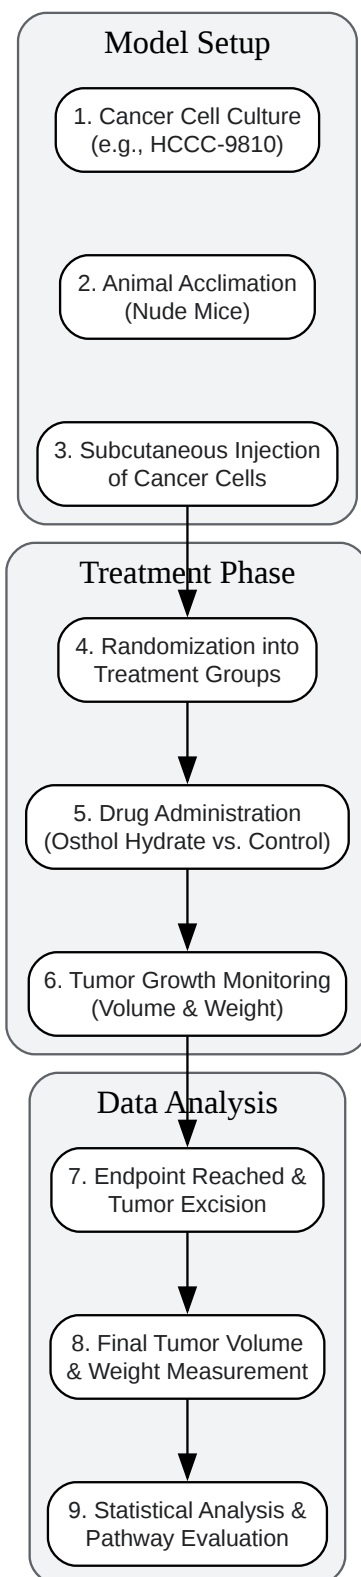 Model Setup
1. Cancer Cell Culture
(e.g., HCCC-9810)
2. Animal Acclimation
(Nude Mice)
3. Subcutaneous Injection
of Cancer Cells
Treatment Phase
4. Randomization into
Treatment Groups
5. Drug Administration
(Osthol Hydrate vs. Control)
6. Tumor Growth Monitoring
(Volume & Weight)
Data Analysis
7. Endpoint Reached &
Tumor Excision
8. Final Tumor Volume
& Weight Measurement
9. Statistical Analysis &
Pathway Evaluation